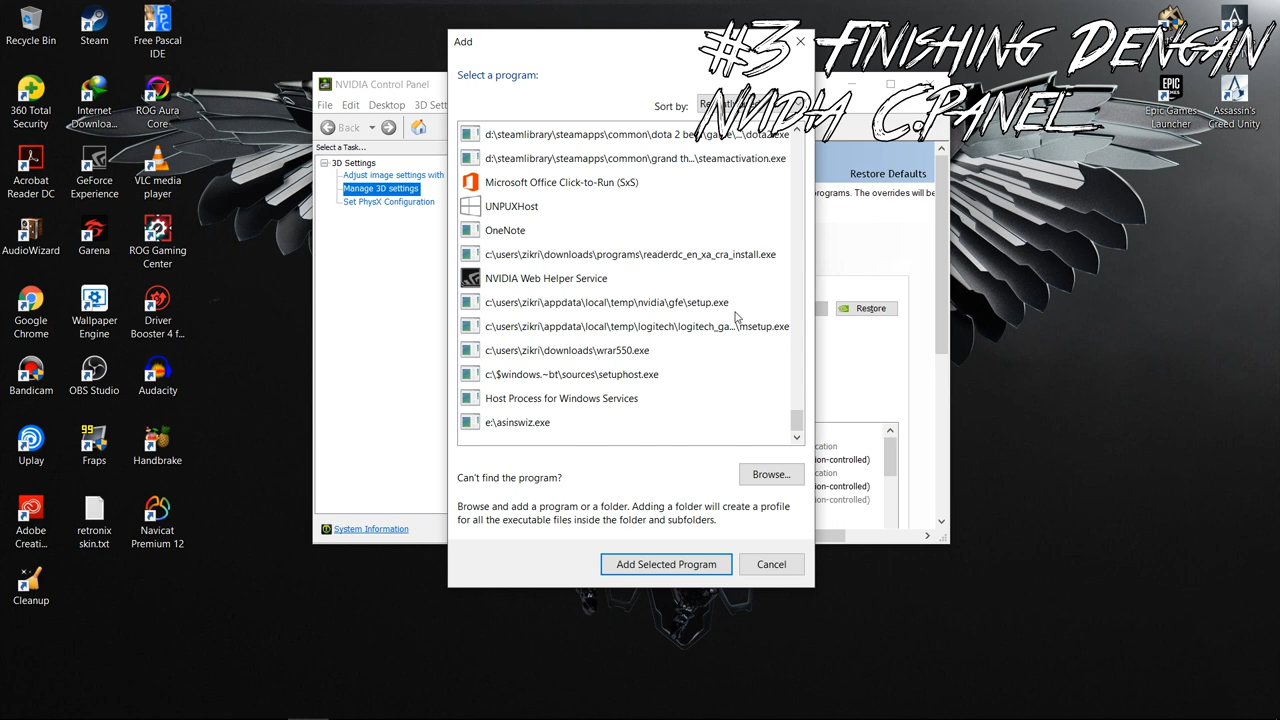 #3 Finishing Dengan
Nvidia C.Panel
Recycle Bin
Steam
Free Pascal
IDE
360 Total
Security
Internet
Downloa...
ROG Aura
Core
Acrobat
Reader DC
GeForce
Experience
VLC media
player
AudioWizard
Garena
ROG Gaming
Center
Google
Chrome
Wallpaper
Engine
Driver
Booster 4 f...
Bandicam
OBS Studio
Audacity
Uplay
Fraps
Handbrake
Adobe
Creati...
retronix
skin.txt
Navicat
Premium 12
Cleanup
NVIDIA Control Panel
File Edit Desktop 3D Sett
Back
Select a Task...
3D Settings
Adjust image settings with
Manage 3D settings
Set PhysX Configuration
System Information
Add
Select a program:
Sort by:
d:\steamlibrary\steamapps\common\dota 2 be
d:\steamlibrary\steamapps\common\grand th...\steamactivation.exe
Microsoft Office Click-to-Run (SxS)
UNPUXHost
OneNote
c:\users\zikri\downloads\programs\readerdc_en_xa_cra_install.exe
NVIDIA Web Helper Service
c:\users\zikri\appdata\local\temp\nvidia\gfe\setup.exe
c:\users\zikri\appdata\local\temp\logitech\logitech_ga...\msetup.exe
c:\users\zikri\downloads\wrar550.exe
c:\$windows.~bt\sources\setuphost.exe
Host Process for Windows Services
e:\asinswiz.exe
Can't find the program?
Browse...
Browse and add a program or a folder. Adding a folder will create a profile
for all the executable files inside the folder and subfolders.
Add Selected Program
Cancel
Restore Defaults
programs. The overrides will be
Restore
ication
ion-controlled)
cation
ion-controlled)
ion-controlled)
Epic Games
Launcher
Assassin's
Creed Unity